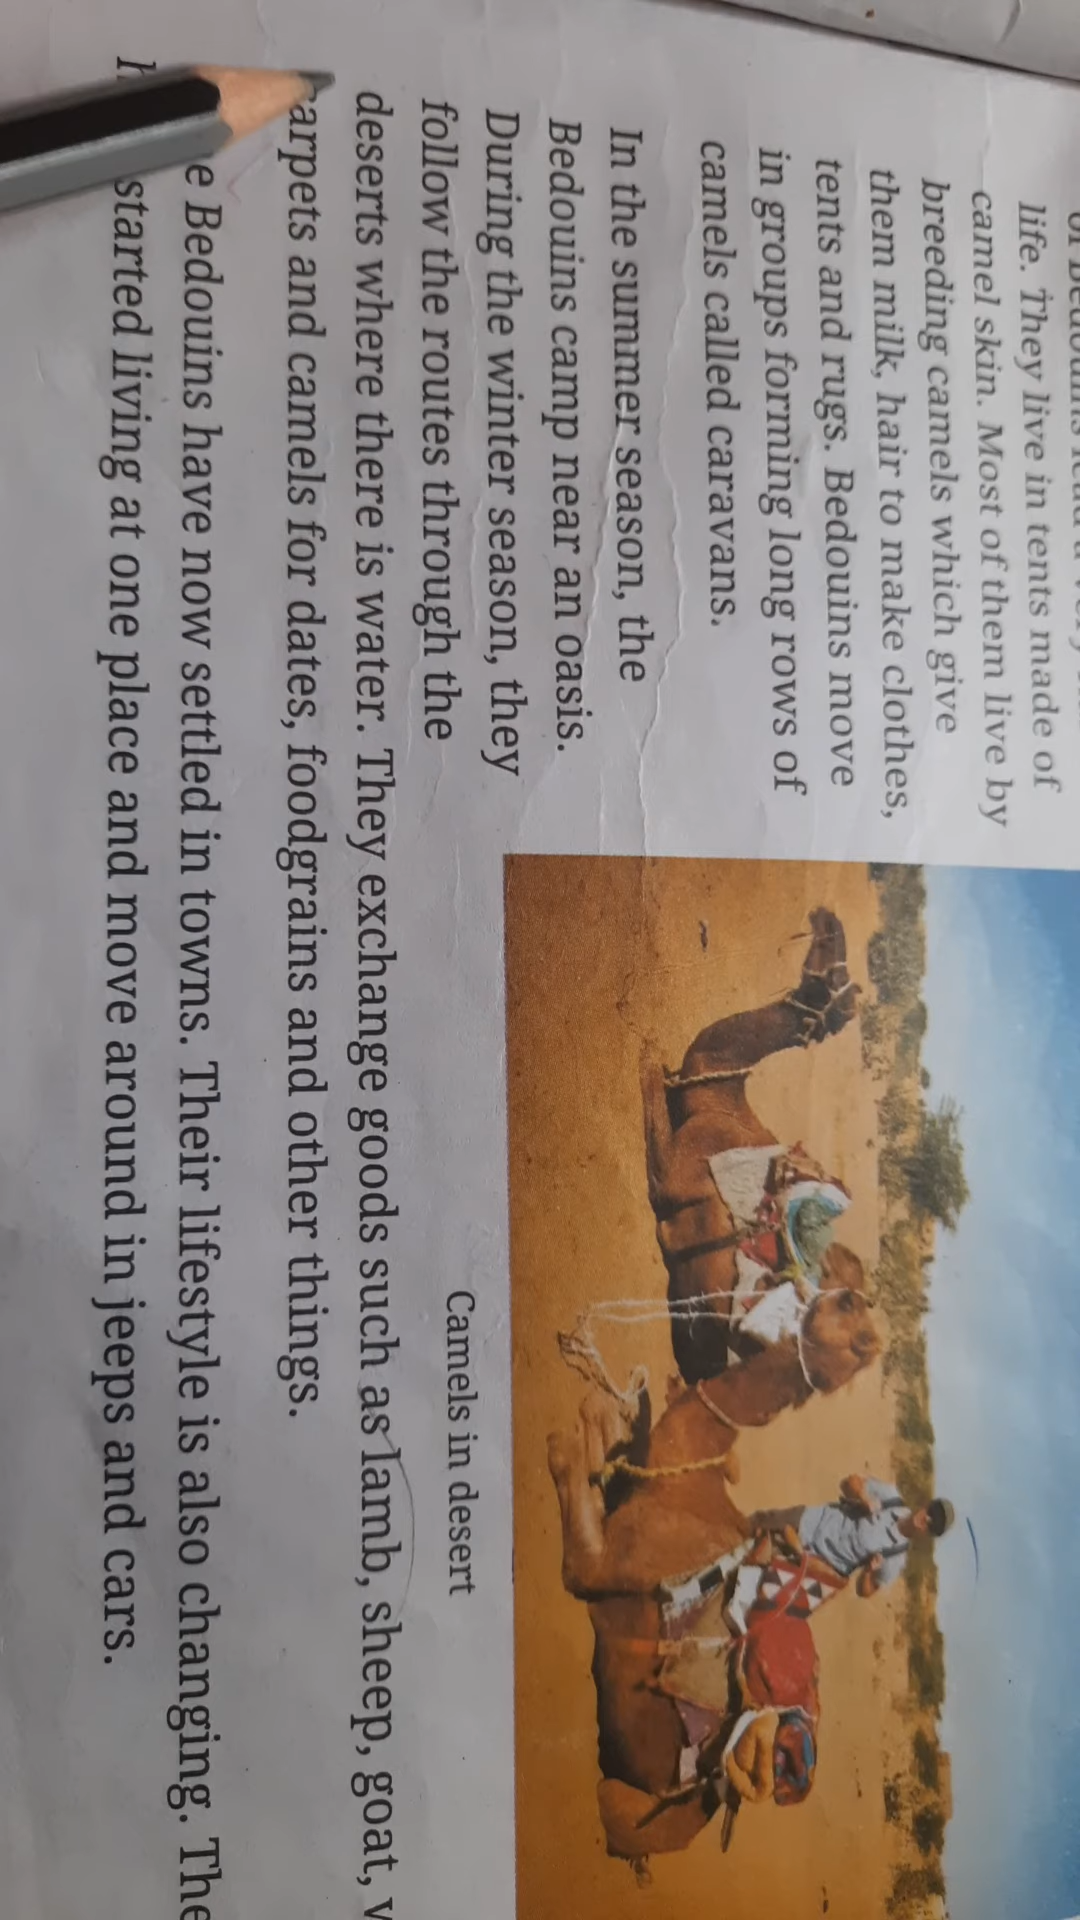 life. They live in tents made of
camel skin. Most of them live by
breeding camels which give
them milk, hair to make clothes,
tents and rugs. Bedouins move
in groups forming long rows of
camels called caravans.
In the summer season, the
Bedouins camp near an oasis.
During the winter season, they
follow the routes through the
Camels in desert
deserts where there is water. They exchange goods such as lamb, sheep, goat,
arpets and camels for dates, foodgrains and other things.
e Bedouins have now settled in towns. Their lifestyle is also changing. The
started living at one place and move around in jeeps and cars.